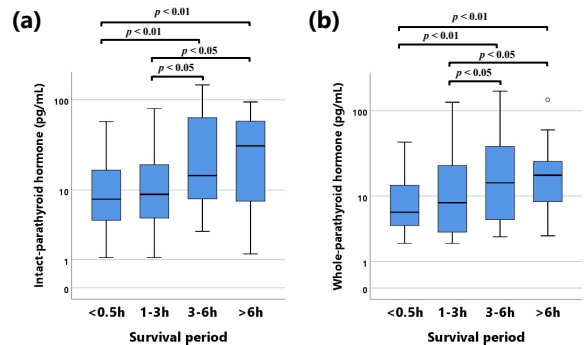 (a)
p < 0.01
p < 0.01
p < 0.05
p < 0.05
Intact-parathyroid hormone (pg/mL)
100
10
1
0
<0.5h 1-3h 3-6h >6h
Survival period
(b)
p < 0.01
p < 0.01
p < 0.05
p < 0.05
Whole-parathyroid hormone (pg/mL)
100
10
1
0
<0.5h 1-3h 3-6h >6h
Survival period